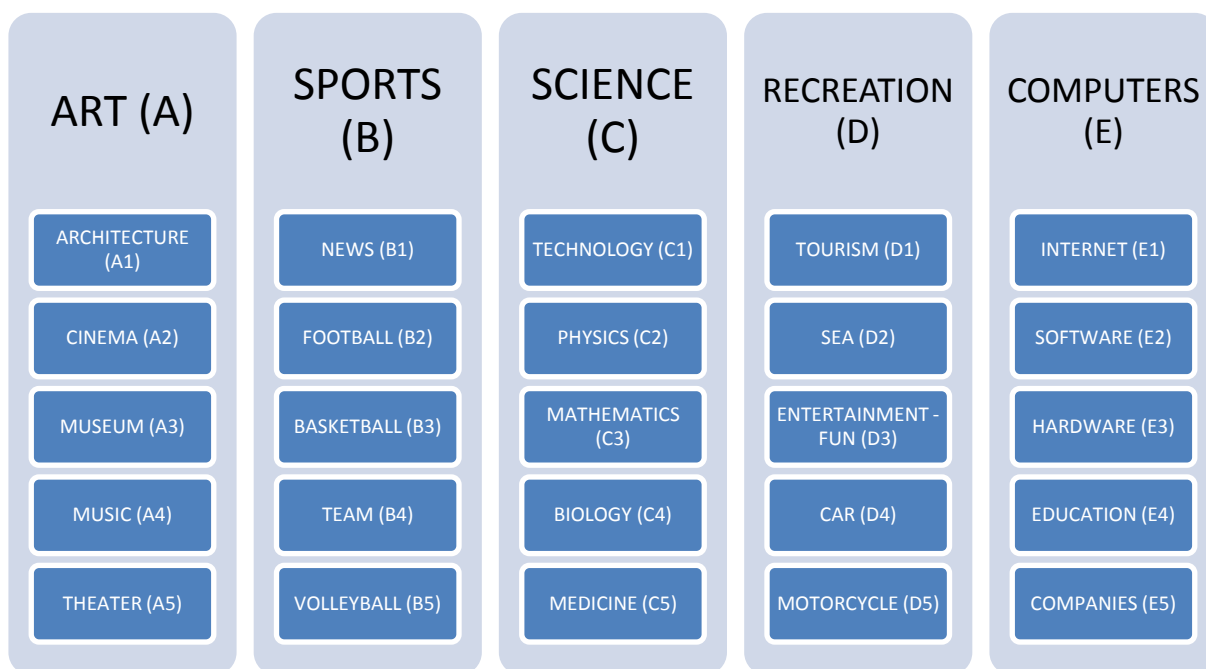 ART (A)
ARCHITECTURE
(A1)
CINEMA (A2)
MUSEUM (A3)
MUSIC (A4)
THEATER (A5)
SPORTS
(B)
NEWS (B1)
FOOTBALL (B2)
BASKETBALL (B3)
TEAM (B4)
VOLLEYBALL (B5)
SCIENCE
(C)
TECHNOLOGY (C1)
PHYSICS (C2)
MATHEMATICS
(C3)
BIOLOGY (C4)
MEDICINE (C5)
RECREATION
(D)
TOURISM (D1)
SEA (D2)
ENTERTAINMENT -
FUN (D3)
CAR (D4)
MOTORCYCLE (D5)
COMPUTERS
(E)
INTERNET (E1)
SOFTWARE (E2)
HARDWARE (E3)
EDUCATION (E4)
COMPANIES (E5)